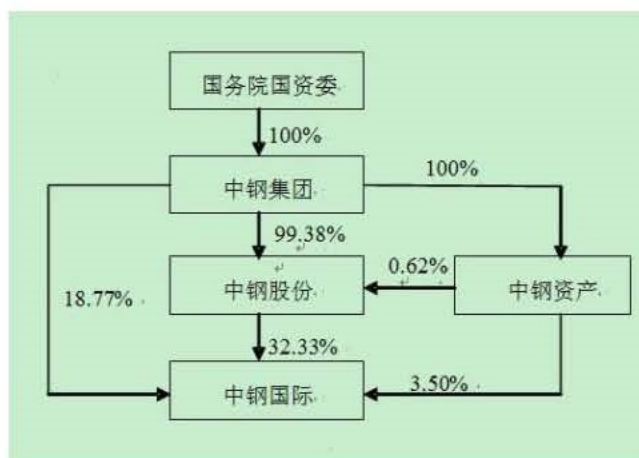 国务院国资委
100%
中钢集团
100%
99.38%
18.77%
中钢股份
0.62%
中钢资产
32.33%
中钢国际
3.50%